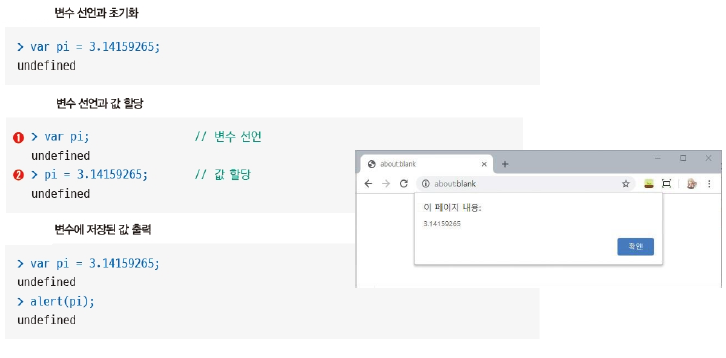 변수 선언과 초기화
> var pi = 3.14159265;
undefined
변수 선언과 값 할당
❶ > var pi; // 변수 선언
undefined
❷ > pi = 3.14159265; // 값 할당
undefined
변수에 저장된 값 출력
> var pi = 3.14159265;
undefined
> alert(pi);
undefined
about:blank
about:blank
이 페이지 내용:
3.14159265
확인